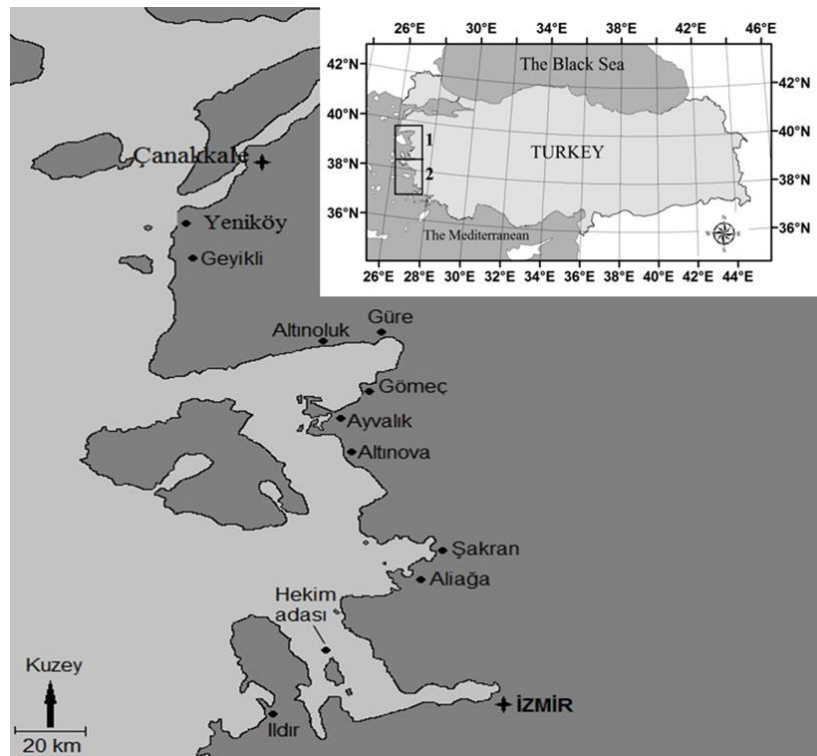 26°E 30°E 34°E 38°E 42°E 46°E
42°N
40°N
38°N
36°N
42°N
40°N
38°N
36°N
The Black Sea
1
2
TURKEY
The Mediterranean
26°E 28°E 30°E 32°E 34°E 36°E 38°E 40°E 42°E 44°E
Çanakkale
Yeniköy
Geyikli
Altınoluk
Güre
Gömeç
Ayvalık
Altınova
Şakran
Aliağa
Hekim
adası
Kuzey
20 km
Ildır
İZMİR